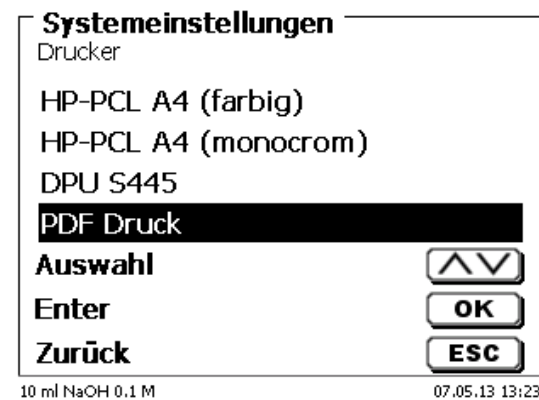 Systemeinstellungen
Drucker
HP-PCL A4 (farbig)
HP-PCL A4 (monocrom)
DPU S445
PDF Druck
Auswahl
Enter OK
Zurück ESC
10 ml NaOH 0.1 M 07.05.13 13:23